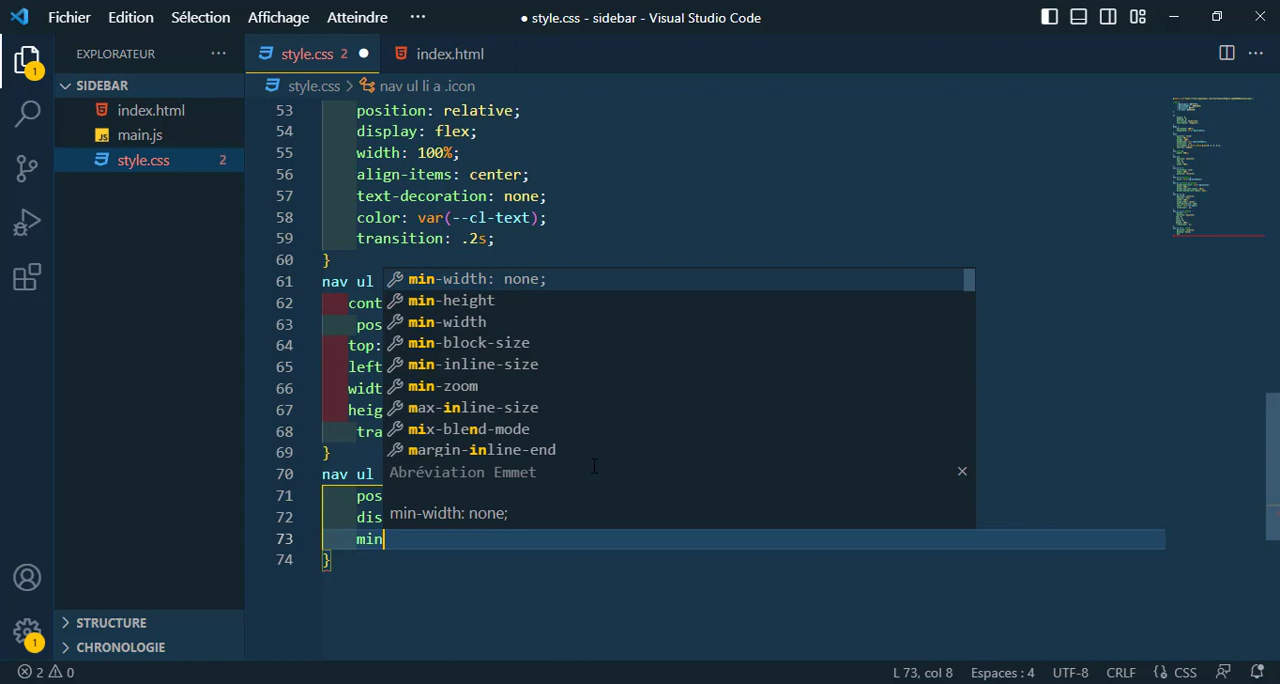 Fichier Edition Sélection Affichage Atteindre ···
● style.css - sidebar - Visual Studio Code
EXPLORATEUR ···
SIDEBAR
index.html
main.js
style.css 2
STRUCTURE
CHRONOLOGIE
1
1
style.css 2 ●
index.html
style.css > nav ul li a .icon
53 position: relative;
54 display: flex;
55 width: 100%;
56 align-items: center;
57 text-decoration: none;
58 color: var(--cl-text);
59 transition: .2s;
60 }
61 nav ul
62 cont
63 pos
64 top:
65 left
66 widt
67 heig
68 tra
69 }
70 nav ul
71 pos
72 dis
73 min
74 }
min-width: none;
min-height
min-width
min-block-size
min-inline-size
min-zoom
max-inline-size
mix-blend-mode
margin-inline-end
Abréviation Emmet
min-width: none;
2 0
L 73, col 8 Espaces : 4 UTF-8 CRLF CSS